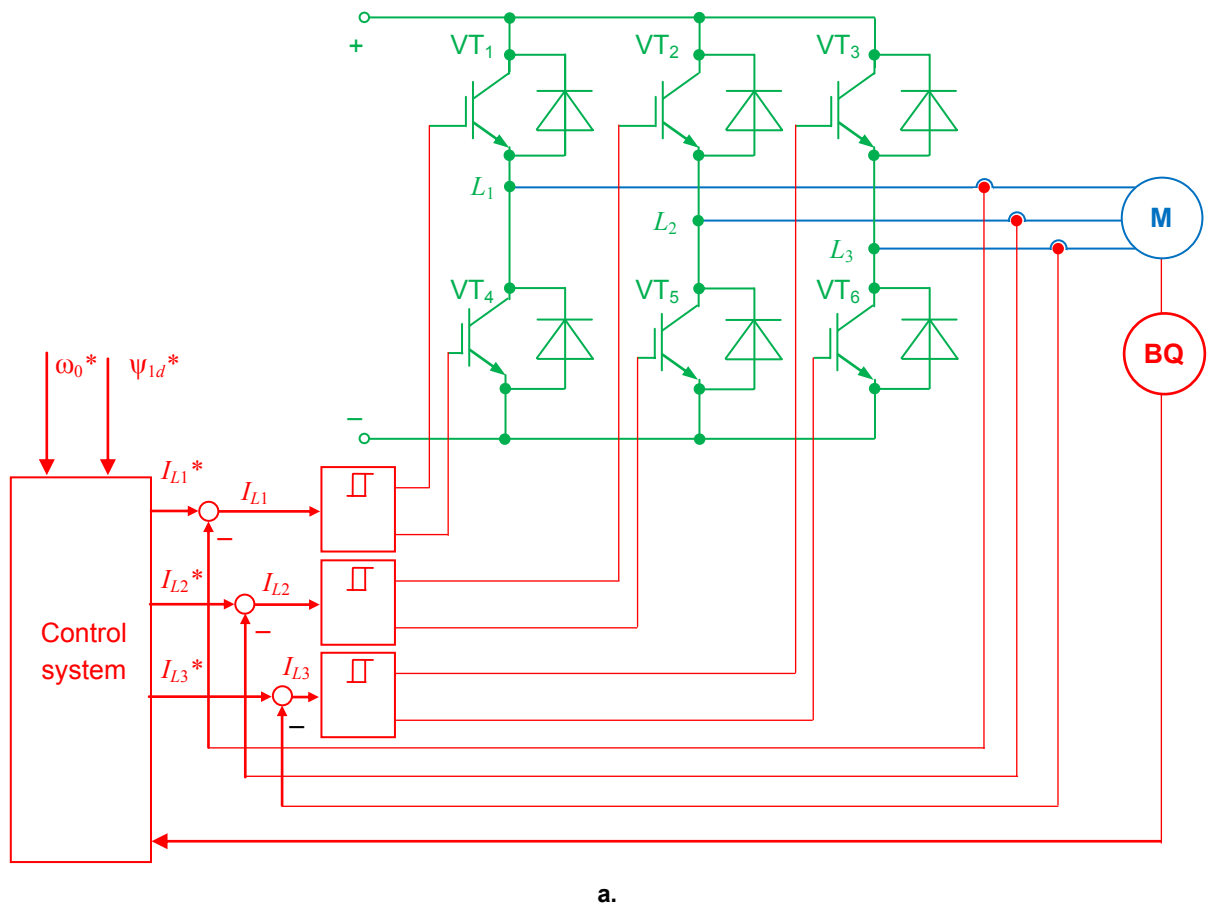 +
VT1
VT2
VT3
L1
L2
L3
M
VT4
VT5
VT6
BQ
ω0*
ψ1d*
–
IL1*
IL1
–
IL2*
IL2
–
Control
system
IL3*
IL3
–
a.